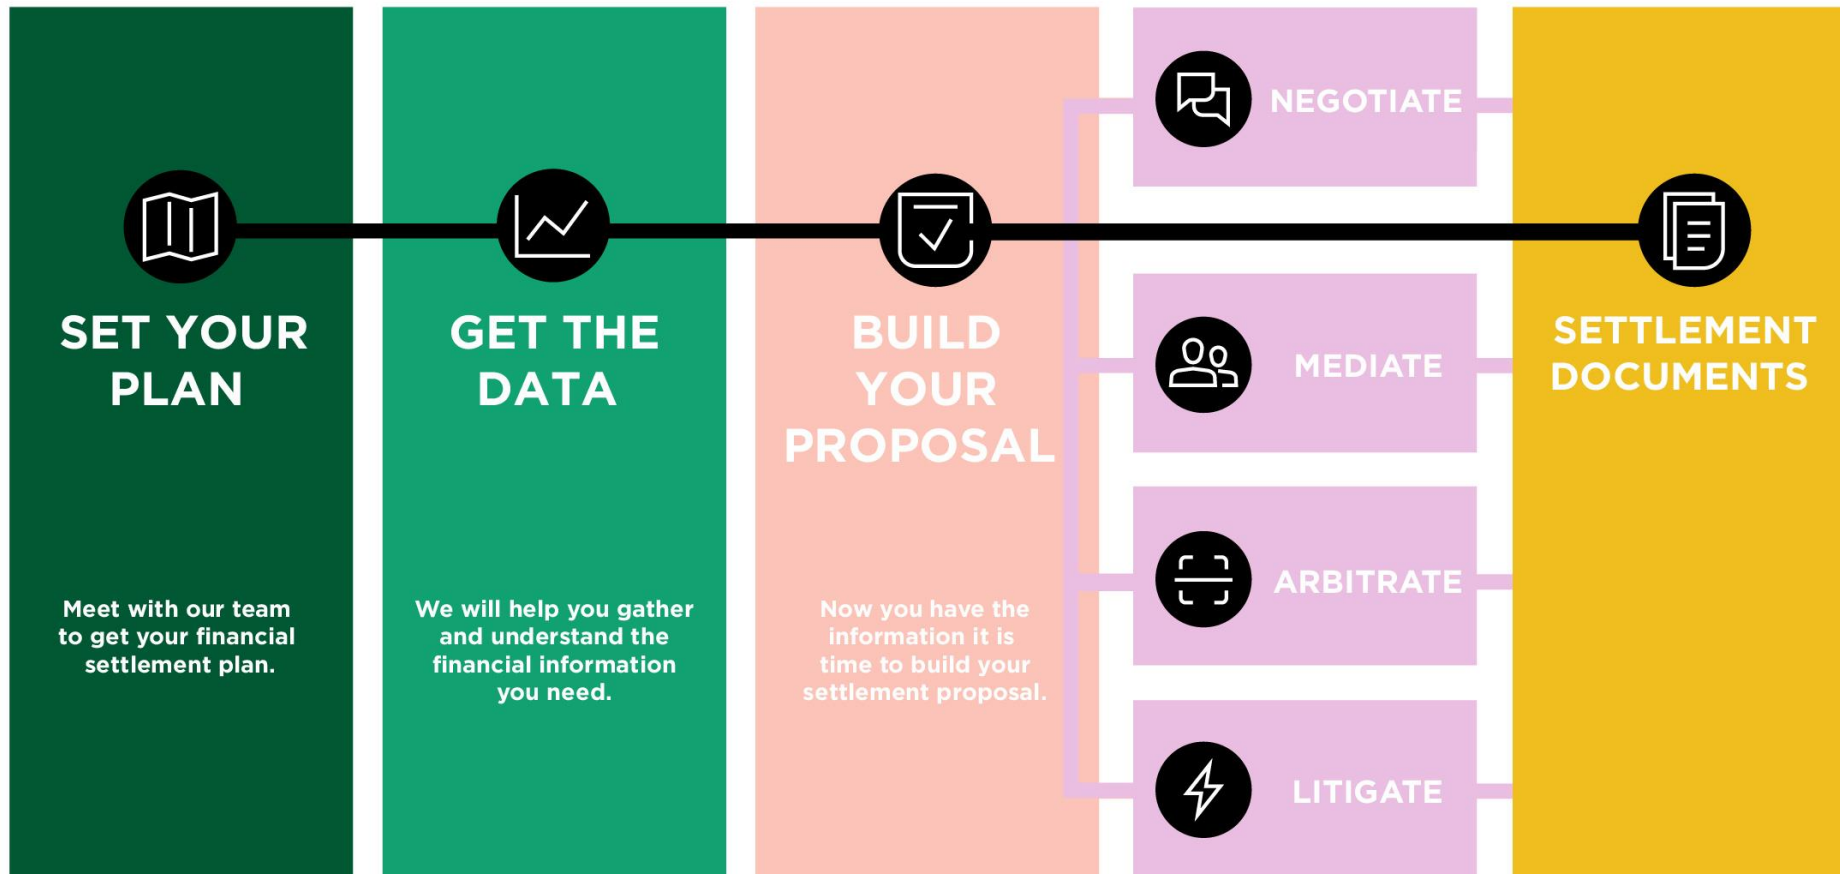 SET YOUR
PLAN
Meet with our team
to get your financial
settlement plan.
GET THE
DATA
We will help you gather
and understand the
financial information
you need.
BUILD
YOUR
PROPOSAL
Now you have the
information it is
time to build your
settlement proposal.
NEGOTIATE
MEDIATE
ARBITRATE
LITIGATE
SETTLEMENT
DOCUMENTS